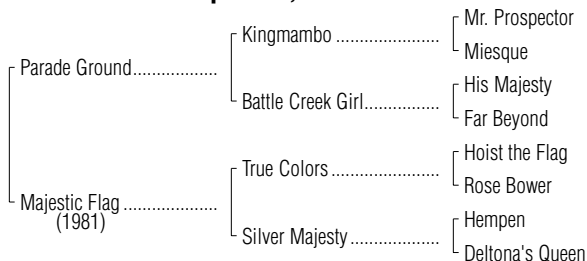 Mr. Prospector
Kingmambo ........................
Miesque
Parade Ground...................
His Majesty
Battle Creek Girl.................
Far Beyond
Hoist the Flag
True Colors ........................
Rose Bower
Majestic Flag .....................
(1981)
Hempen
Silver Majesty ....................
Deltona's Queen